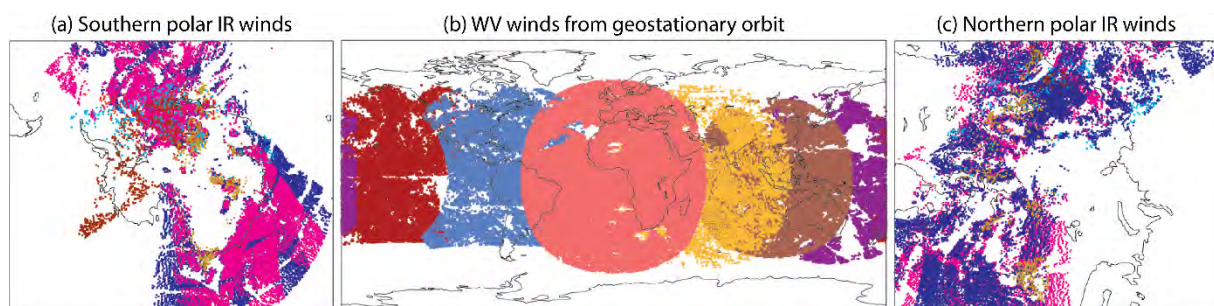 (a) Southern polar IR winds
(b) WV winds from geostationary orbit
(c) Northern polar IR winds